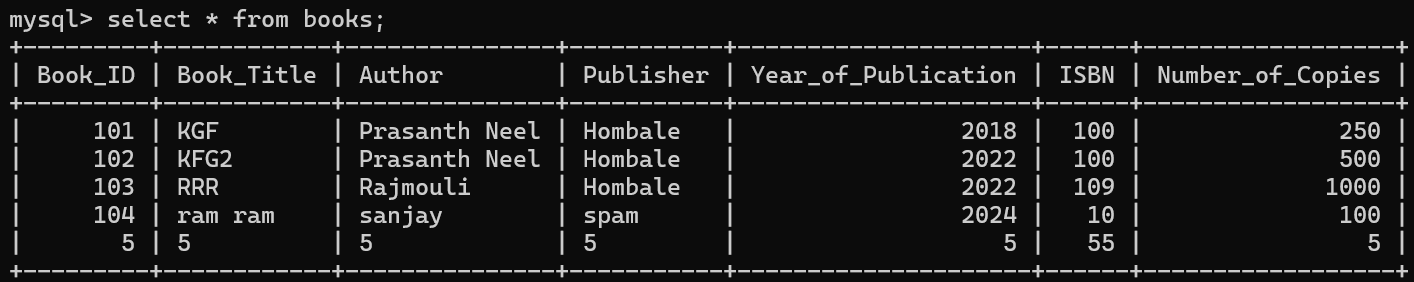 mysql> select * from books;
+---------+------------+---------------+-----------+---------------------+------+------------------+
| Book_ID | Book_Title | Author        | Publisher | Year_of_Publication | ISBN | Number_of_Copies |
+---------+------------+---------------+-----------+---------------------+------+------------------+
|     101 | KGF        | Prasanth Neel | Hombale   |                2018 |  100 |              250 |
|     102 | KFG2       | Prasanth Neel | Hombale   |                2022 |  100 |              500 |
|     103 | RRR        | Rajmouli      | Hombale   |                2022 |  109 |             1000 |
|     104 | ram ram    | sanjay        | spam      |                2024 |   10 |              100 |
|       5 | 5          | 5             | 5         |                   5 |   55 |                5 |
+---------+------------+---------------+-----------+---------------------+------+------------------+